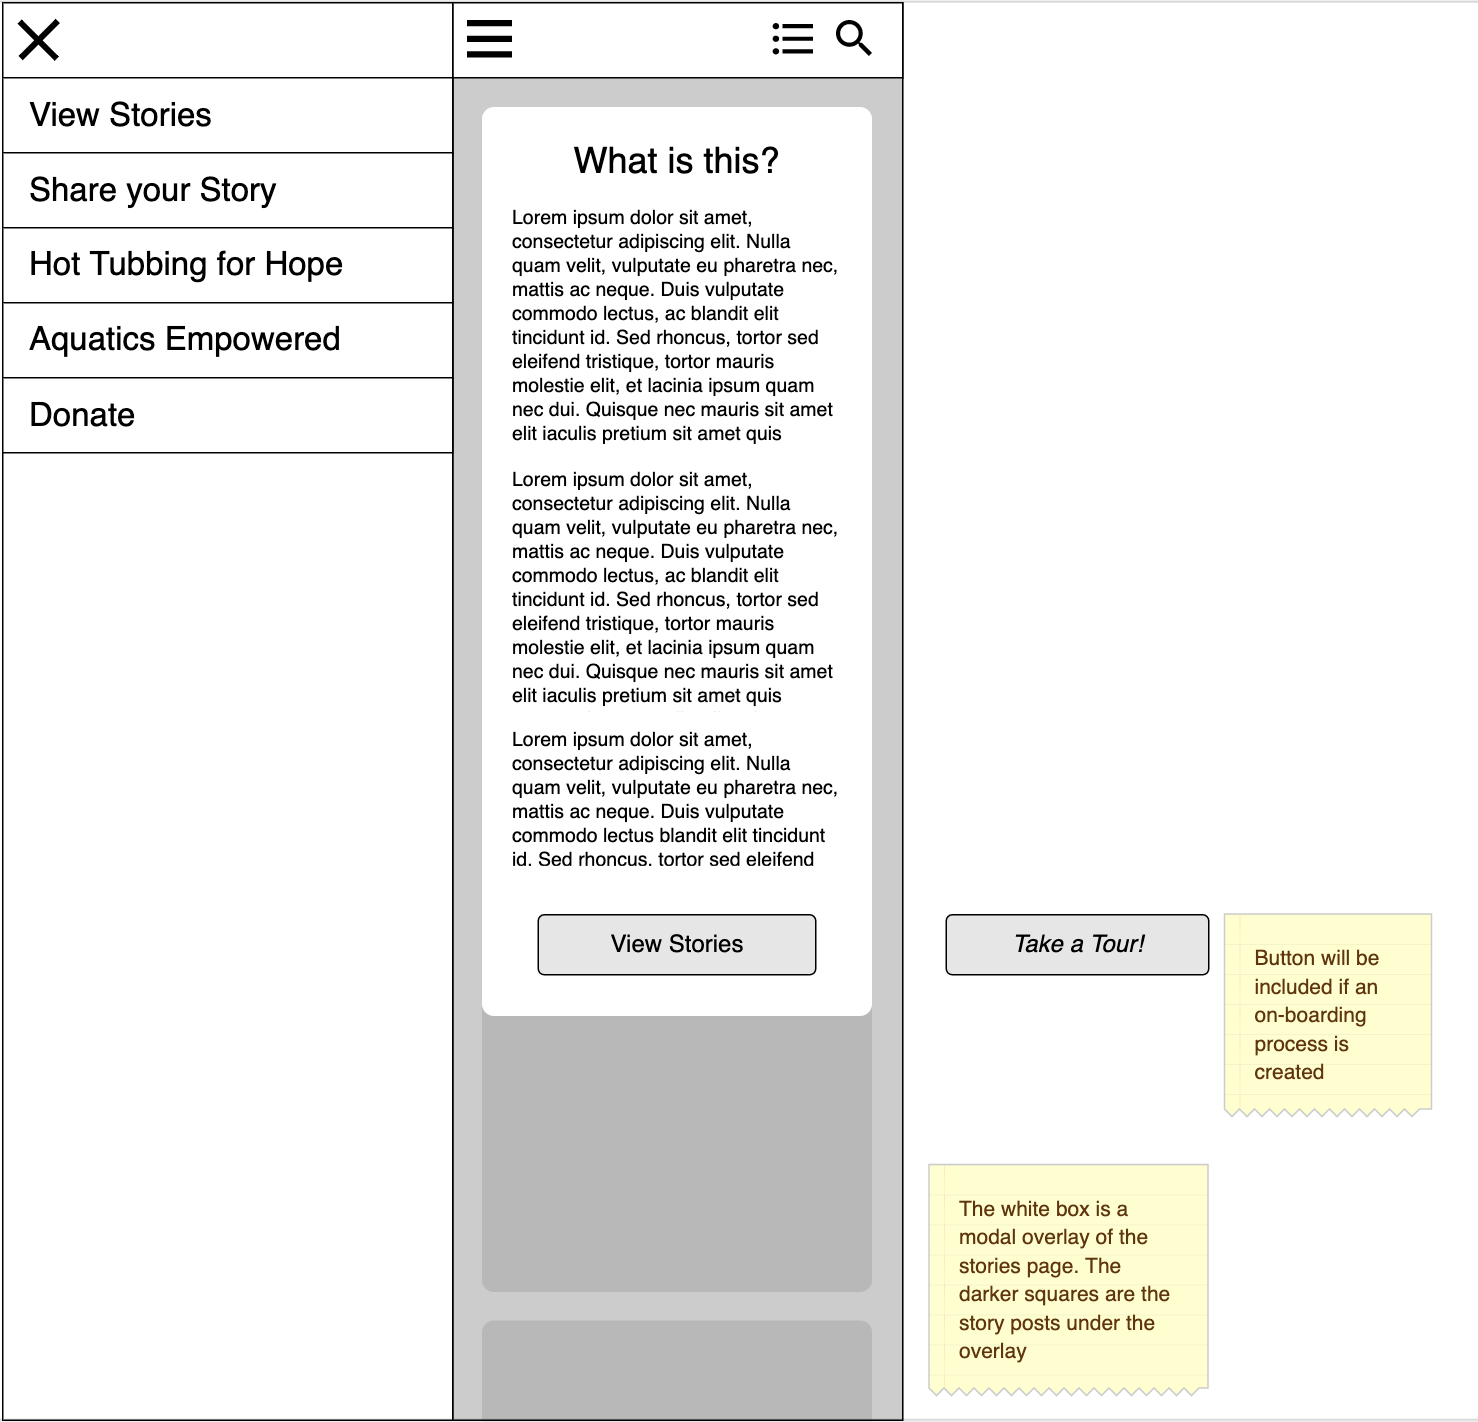 View Stories
Share your Story
Hot Tubbing for Hope
Aquatics Empowered
Donate
What is this?
Lorem ipsum dolor sit amet,
consectetur adipiscing elit. Nulla
quam velit, vulputate eu pharetra nec,
mattis ac neque. Duis vulputate
commodo lectus, ac blandit elit
tincidunt id. Sed rhoncus, tortor sed
eleifend tristique, tortor mauris
molestie elit, et lacinia ipsum quam
nec dui. Quisque nec mauris sit amet
elit iaculis pretium sit amet quis
Lorem ipsum dolor sit amet,
consectetur adipiscing elit. Nulla
quam velit, vulputate eu pharetra nec,
mattis ac neque. Duis vulputate
commodo lectus, ac blandit elit
tincidunt id. Sed rhoncus, tortor sed
eleifend tristique, tortor mauris
molestie elit, et lacinia ipsum quam
nec dui. Quisque nec mauris sit amet
elit iaculis pretium sit amet quis
Lorem ipsum dolor sit amet,
consectetur adipiscing elit. Nulla
quam velit, vulputate eu pharetra nec,
mattis ac neque. Duis vulputate
commodo lectus blandit elit tincidunt
id. Sed rhoncus, tortor sed eleifend
View Stories
Take a Tour!
Button will be
included if an
on-boarding
process is
created
The white box is a
modal overlay of the
stories page. The
darker squares are the
story posts under the
overlay